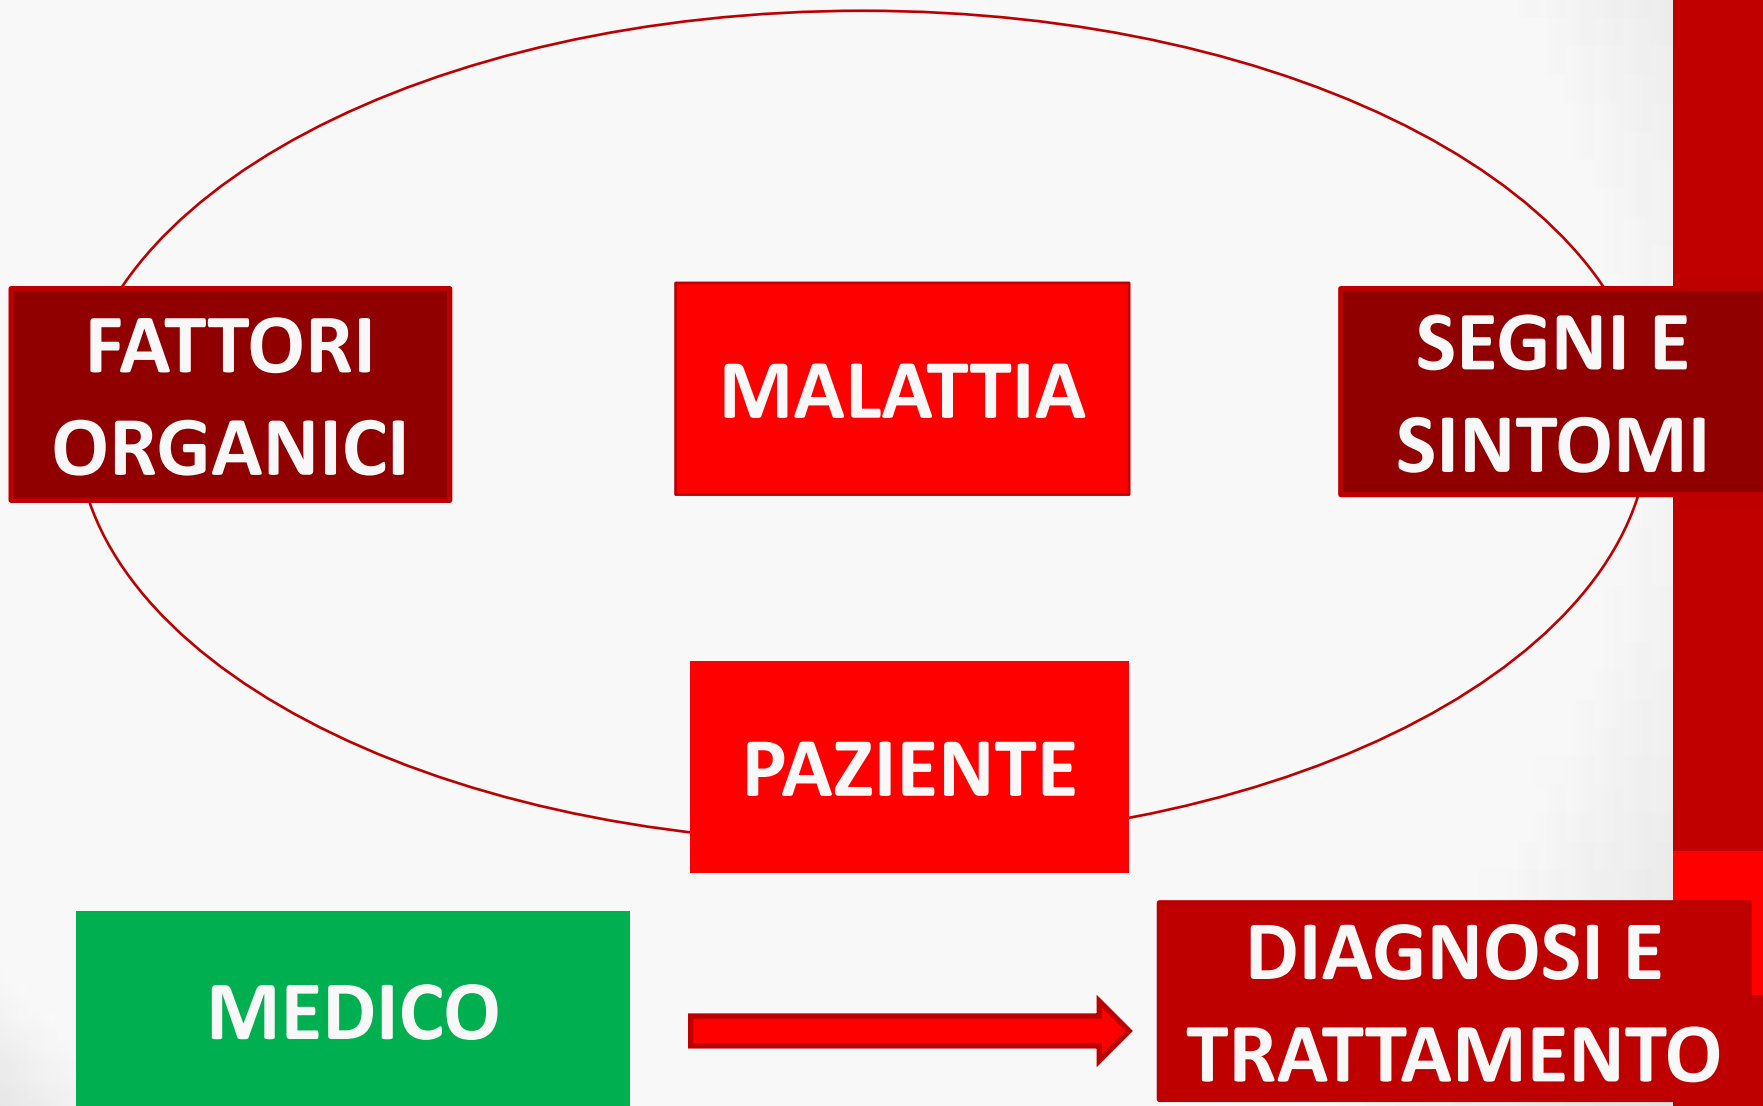 FATTORI
ORGANICI
MALATTIA
SEGNI E
SINTOMI
PAZIENTE
MEDICO
DIAGNOSI E
TRATTAMENTO